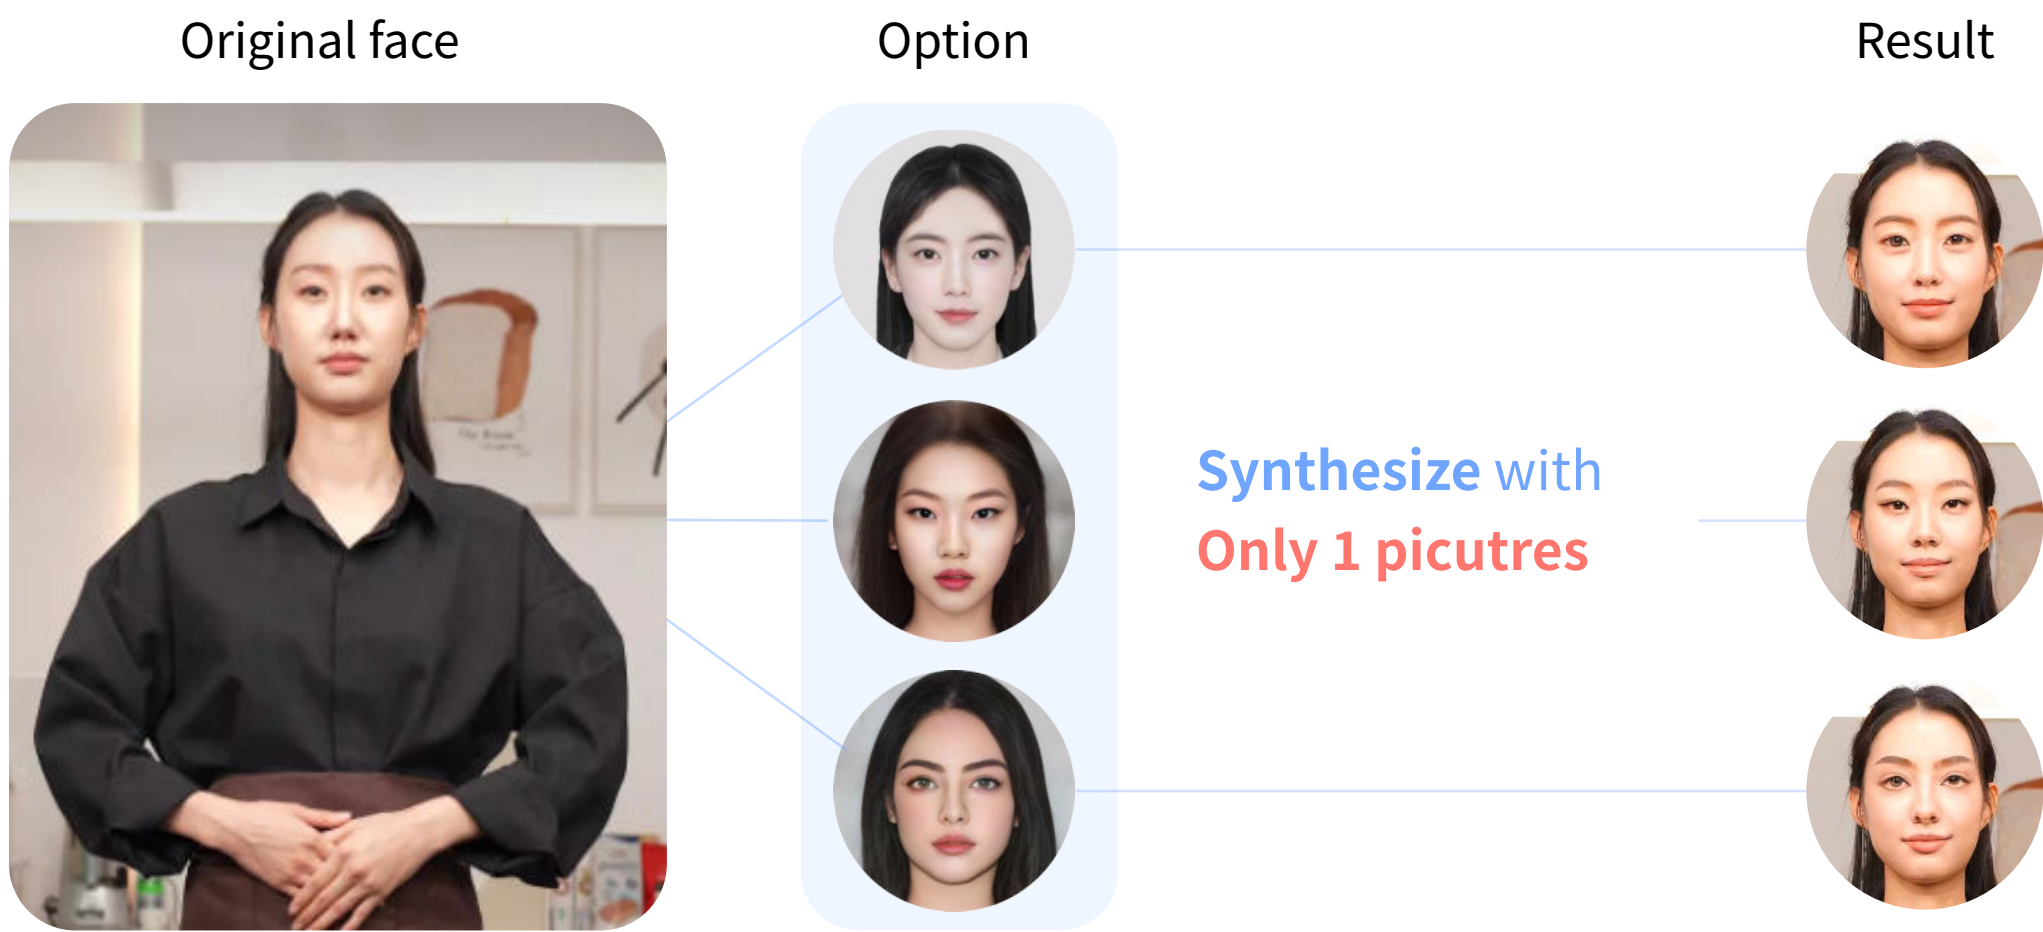 Original face
Option
Result
Synthesize with
Only 1 picutres